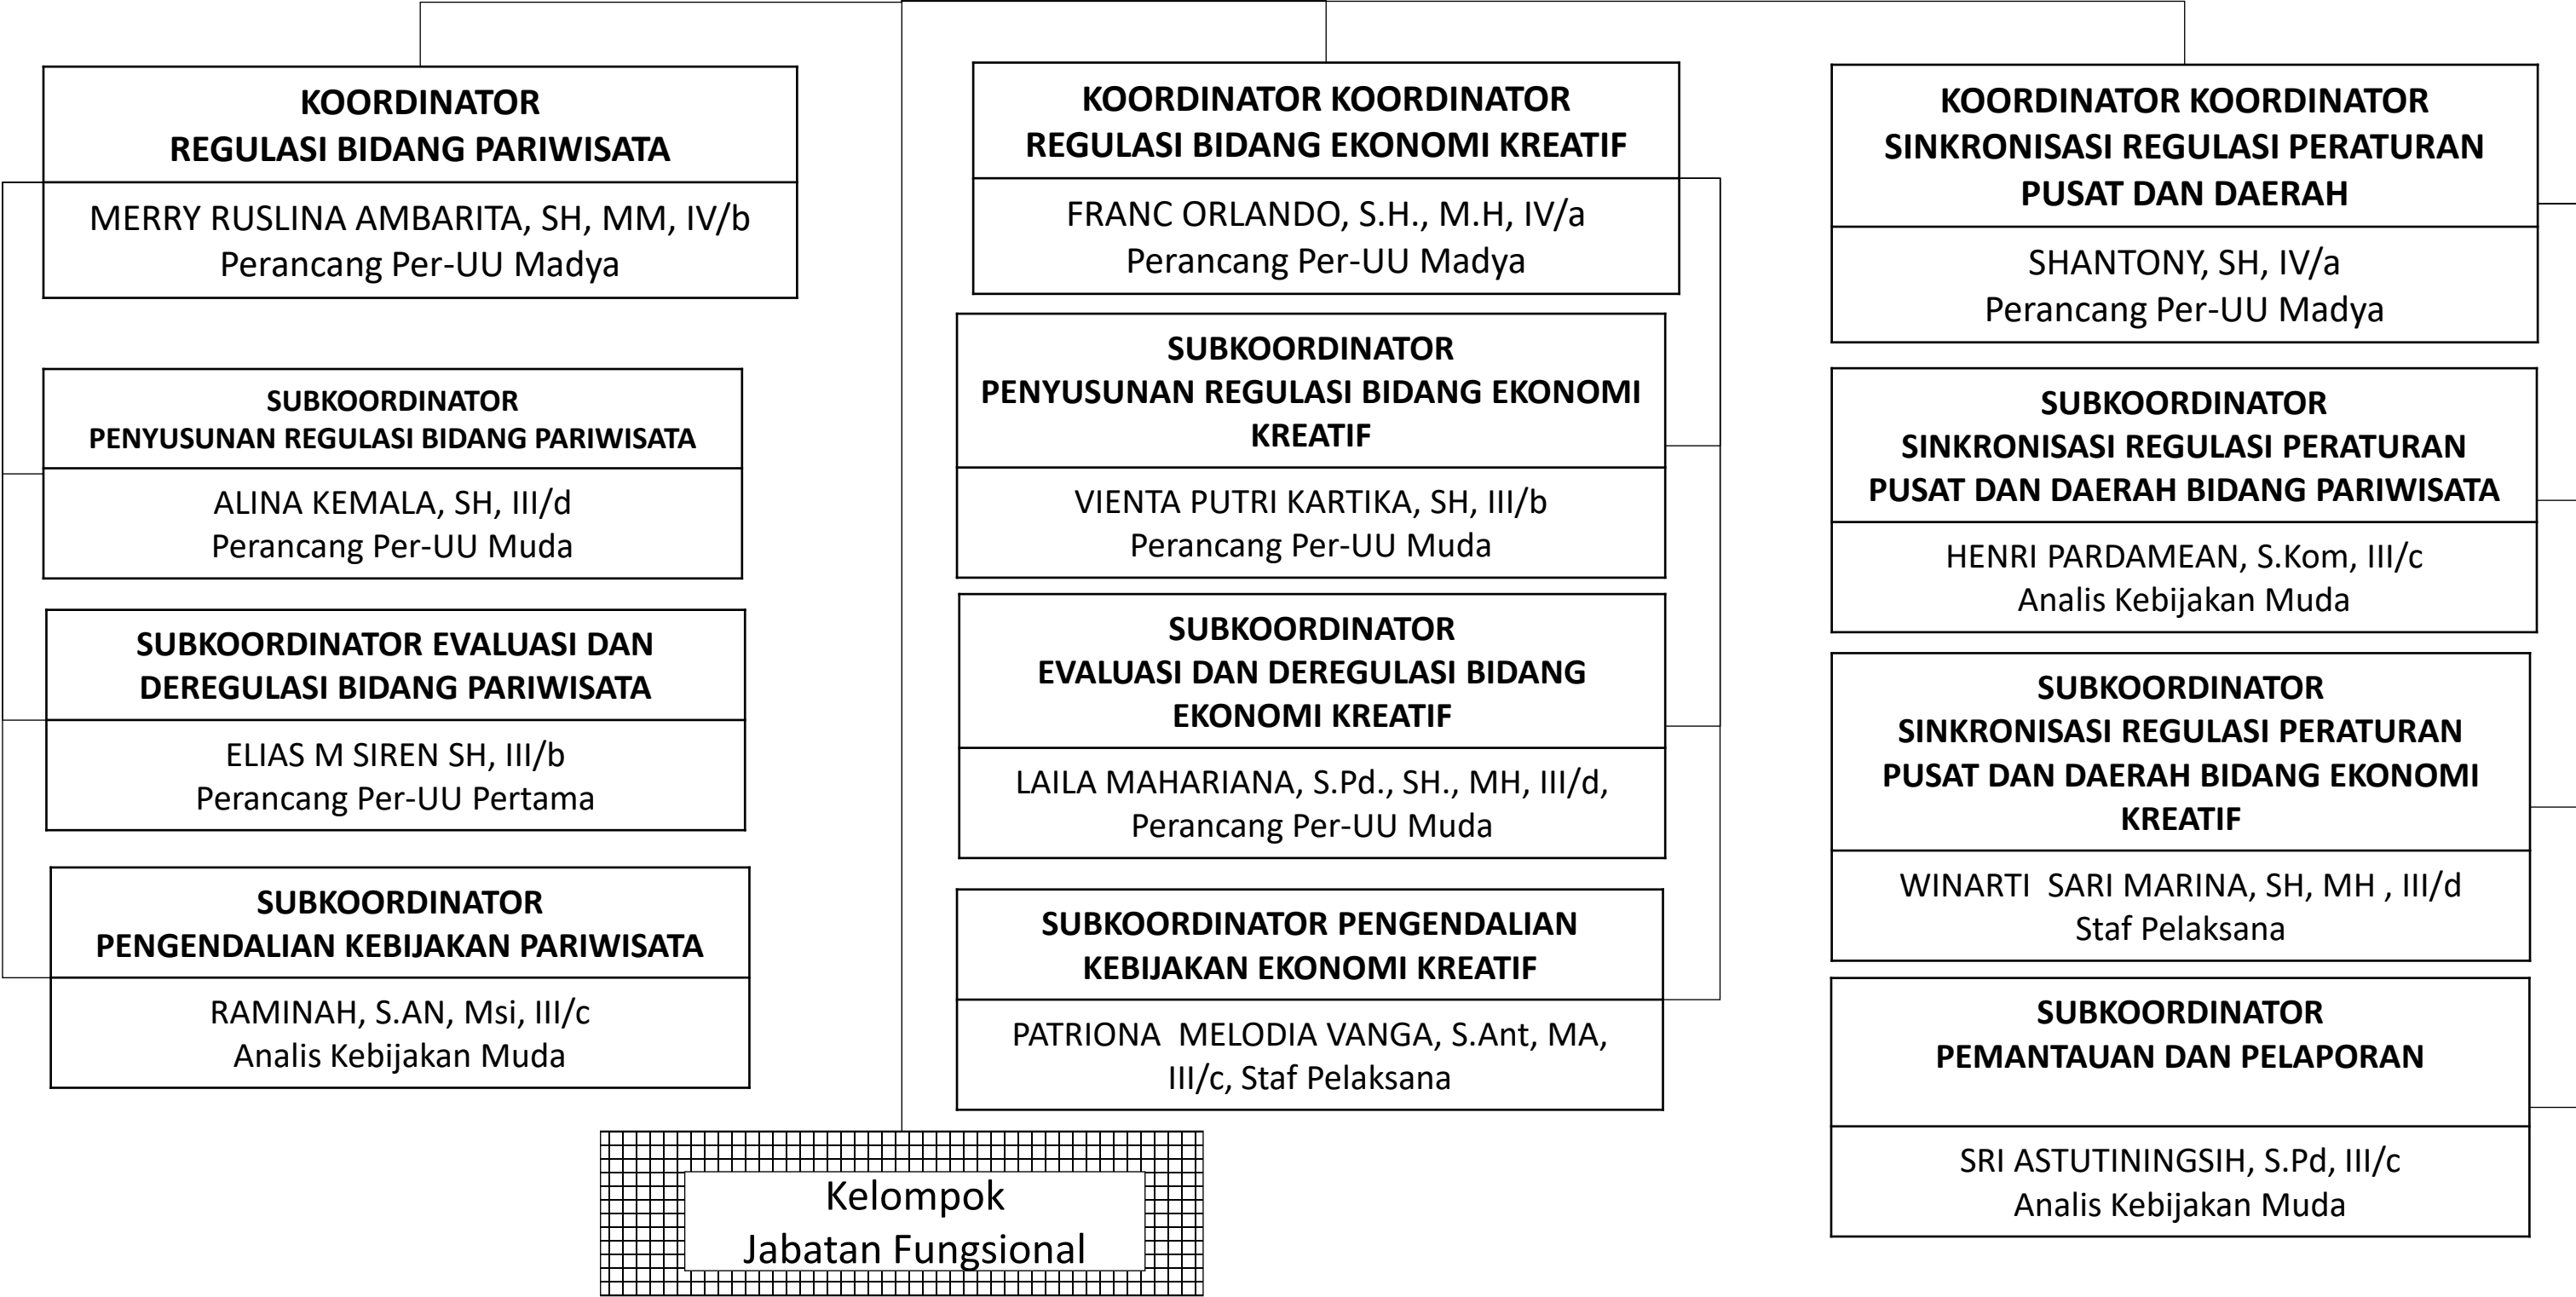 KOORDINATOR
REGULASI BIDANG PARIWISATA
MERRY RUSLINA AMBARITA, SH, MM, IV/b
Perancang Per-UU Madya
SUBKOORDINATOR
PENYUSUNAN REGULASI BIDANG PARIWISATA
ALINA KEMALA, SH, III/d
Perancang Per-UU Muda
SUBKOORDINATOR EVALUASI DAN
DEREGULASI BIDANG PARIWISATA
ELIAS M SIREN SH, III/b
Perancang Per-UU Pertama
SUBKOORDINATOR
PENGENDALIAN KEBIJAKAN PARIWISATA
RAMINAH, S.AN, Msi, III/c
Analis Kebijakan Muda
KOORDINATOR KOORDINATOR
REGULASI BIDANG EKONOMI KREATIF
FRANC ORLANDO, S.H., M.H, IV/a
Perancang Per-UU Madya
SUBKOORDINATOR
PENYUSUNAN REGULASI BIDANG EKONOMI
KREATIF
VIENTA PUTRI KARTIKA, SH, III/b
Perancang Per-UU Muda
SUBKOORDINATOR
EVALUASI DAN DEREGULASI BIDANG
EKONOMI KREATIF
LAILA MAHARIANA, S.Pd., SH., MH, III/d,
Perancang Per-UU Muda
SUBKOORDINATOR PENGENDALIAN
KEBIJAKAN EKONOMI KREATIF
PATRIONA  MELODIA VANGA, S.Ant, MA,
III/c, Staf Pelaksana
KOORDINATOR KOORDINATOR
SINKRONISASI REGULASI PERATURAN
PUSAT DAN DAERAH
SHANTONY, SH, IV/a
Perancang Per-UU Madya
SUBKOORDINATOR
SINKRONISASI REGULASI PERATURAN
PUSAT DAN DAERAH BIDANG PARIWISATA
HENRI PARDAMEAN, S.Kom, III/c
Analis Kebijakan Muda
SUBKOORDINATOR
SINKRONISASI REGULASI PERATURAN
PUSAT DAN DAERAH BIDANG EKONOMI
KREATIF
WINARTI  SARI MARINA, SH, MH , III/d
Staf Pelaksana
SUBKOORDINATOR
PEMANTAUAN DAN PELAPORAN
SRI ASTUTININGSIH, S.Pd, III/c
Analis Kebijakan Muda
Kelompok
Jabatan Fungsional